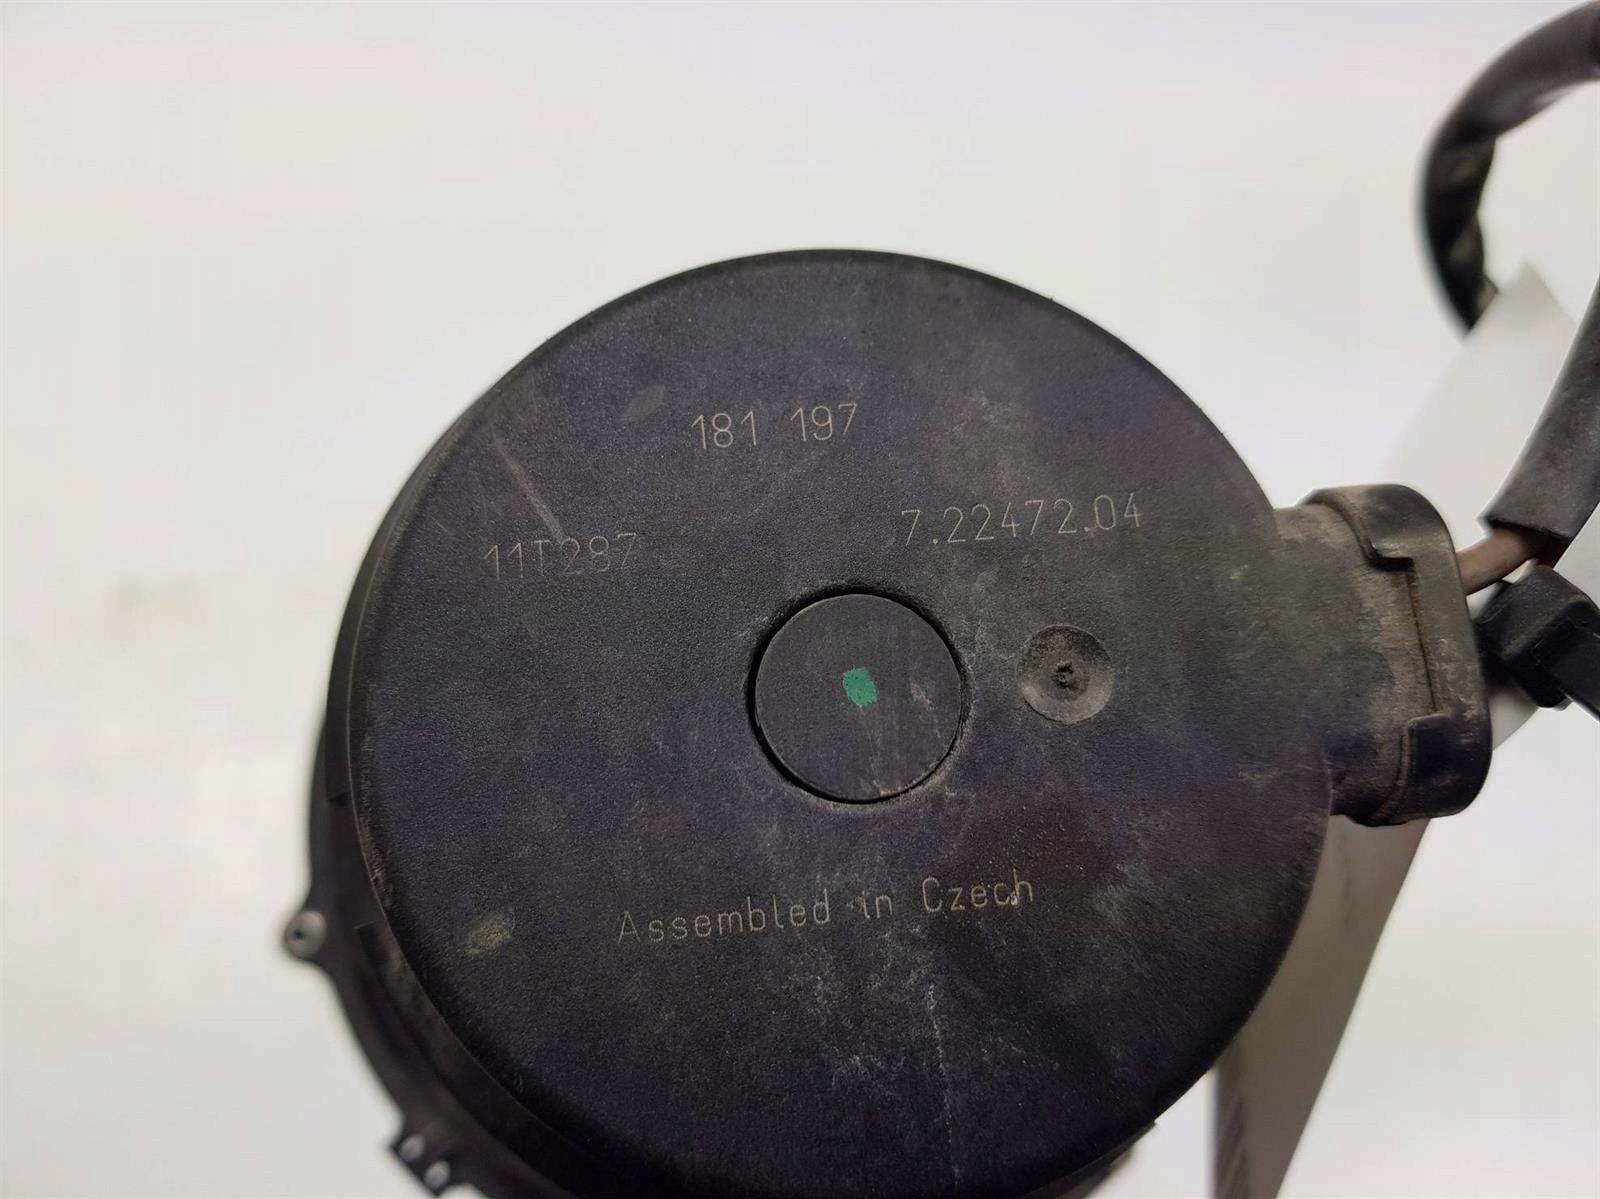 181 197
11T287
7.22472.04
Assembled in Czech